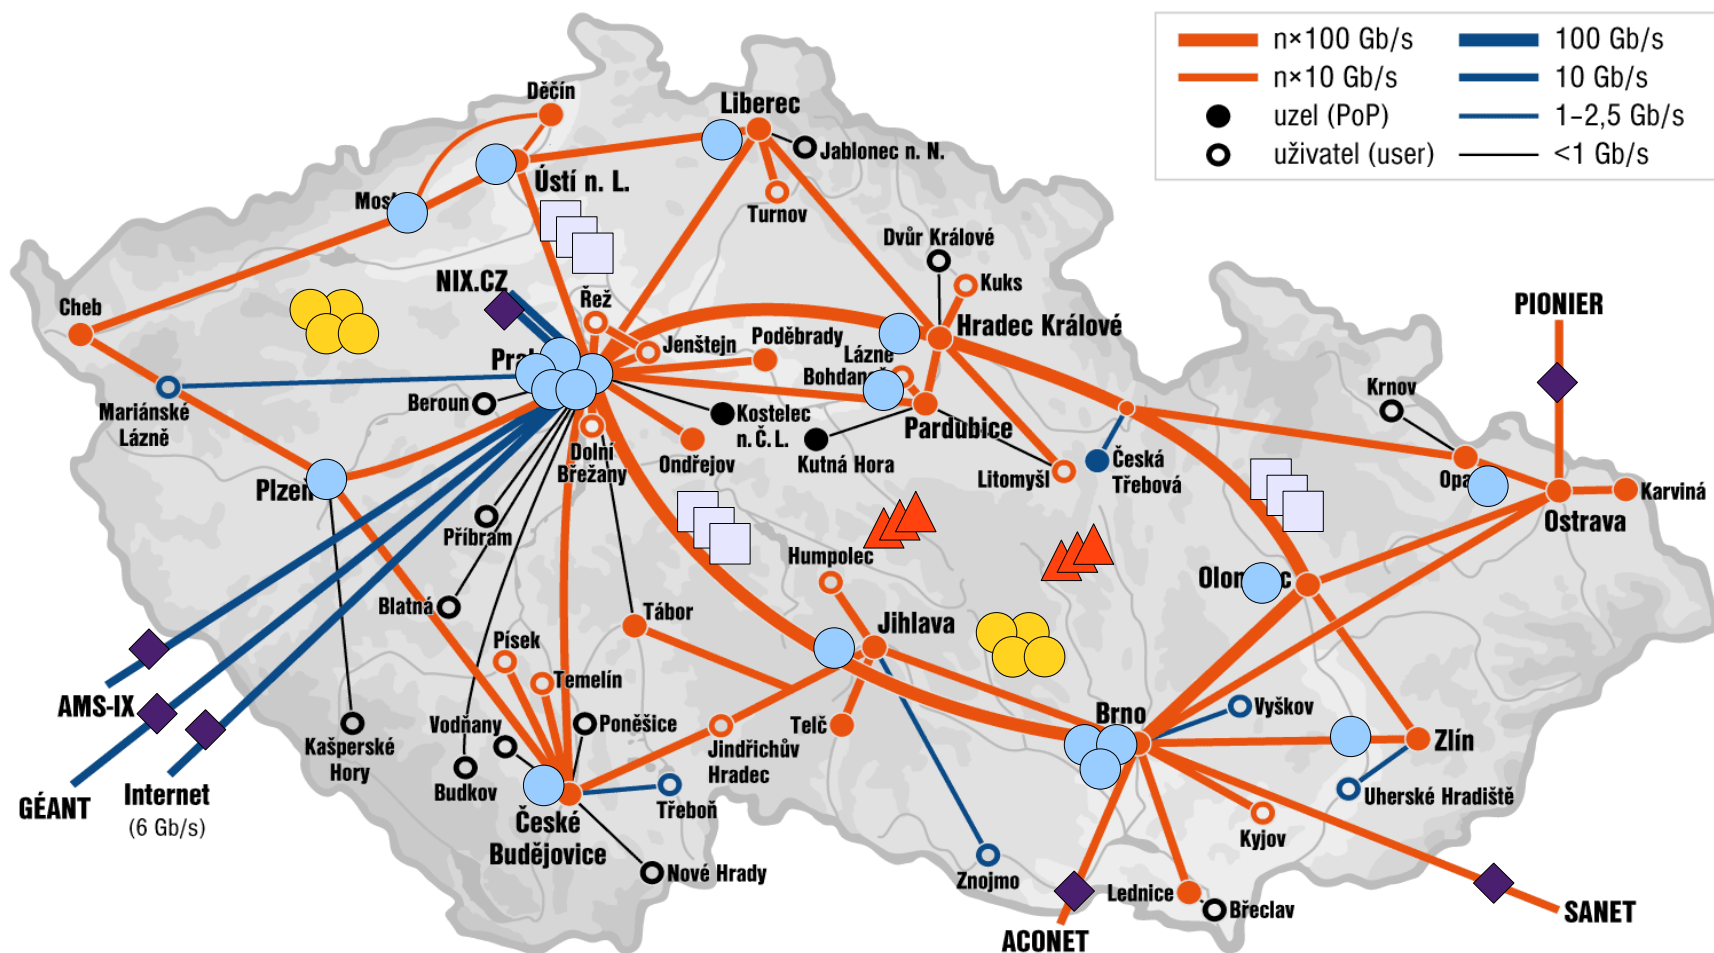 n×100 Gb/s
100 Gb/s
n×10 Gb/s
10 Gb/s
uzel (PoP)
1–2,5 Gb/s
uživatel (user)
<1 Gb/s
Děčín
Liberec
Jablonec n. N.
Ústí n. L.
Turnov
Dvůr Králové
NIX.CZ
Kuks
Řež
Cheb
PIONIER
Hradec Králové
Poděbrady
Jenštejn
Lázně
Mariánské
Lázně
Beroun
Kostelec
n. Č. L.
Pardubice
Krnov
Dolní
Břežany
Ondřejov
Kutná Hora
Litomyšl
Česká
Třebová
Karviná
Ostrava
Příbram
Humpolec
Blatná
Tábor
Jihlava
Písek
Temelín
AMS-IX
Vodňany
Poněšice
Telč
Brno
Vyškov
Zlín
Kašperské
Hory
Jindřichův
Hradec
Budkov
Třeboň
Uherské Hradiště
GÉANT
Internet
(6 Gb/s)
České
Budějovice
Kyjov
Nové Hrady
Znojmo
Lednice
Břeclav
SANET
ACONET